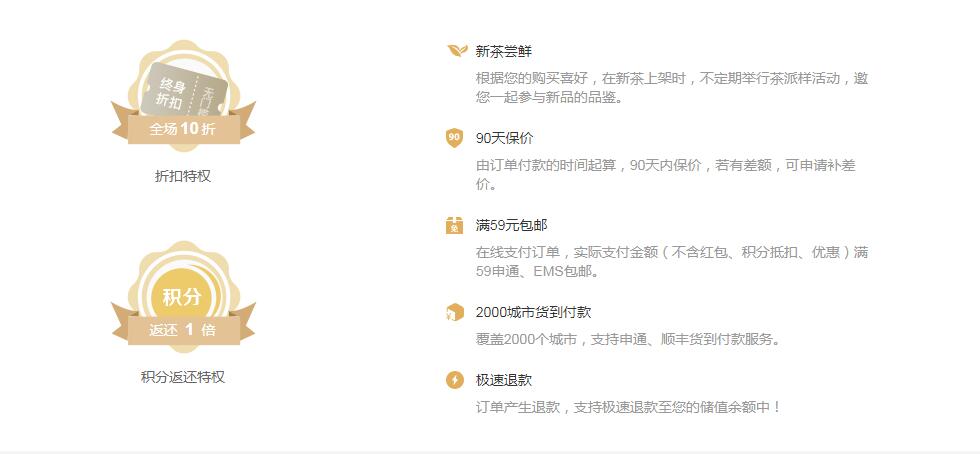 终身
折扣
无门槛
全场10折
折扣特权
积分
返还 1 倍
积分返还特权
新茶尝鲜
根据您的购买喜好，在新茶上架时，不定期举行茶派样活动，邀
您一起参与新品的品鉴。
90
90天保价
由订单付款的时间起算，90天内保价，若有差额，可申请补差
价。
免
满59元包邮
在线支付订单，实际支付金额（不含红包、积分抵扣、优惠）满
59申通、EMS包邮。
2000城市货到付款
覆盖2000个城市，支持申通、顺丰货到付款服务。
极速退款
订单产生退款，支持极速退款至您的储值余额中！